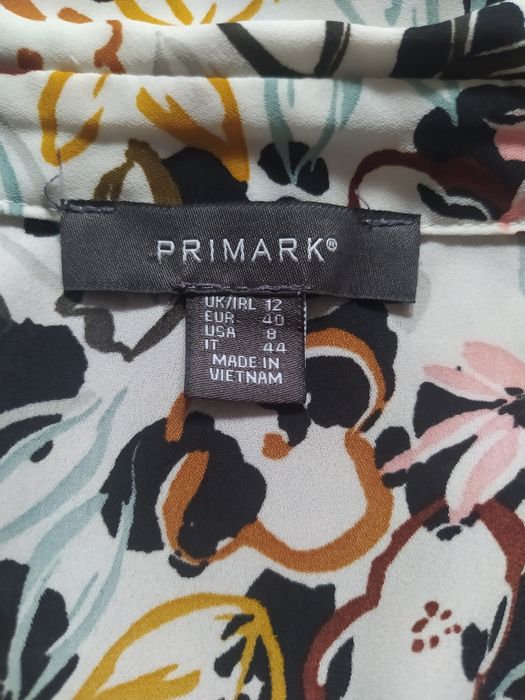 PRIMARK®
UK/IRL 12
EUR 40
USA 8
IT 44
MADE IN
VIETNAM